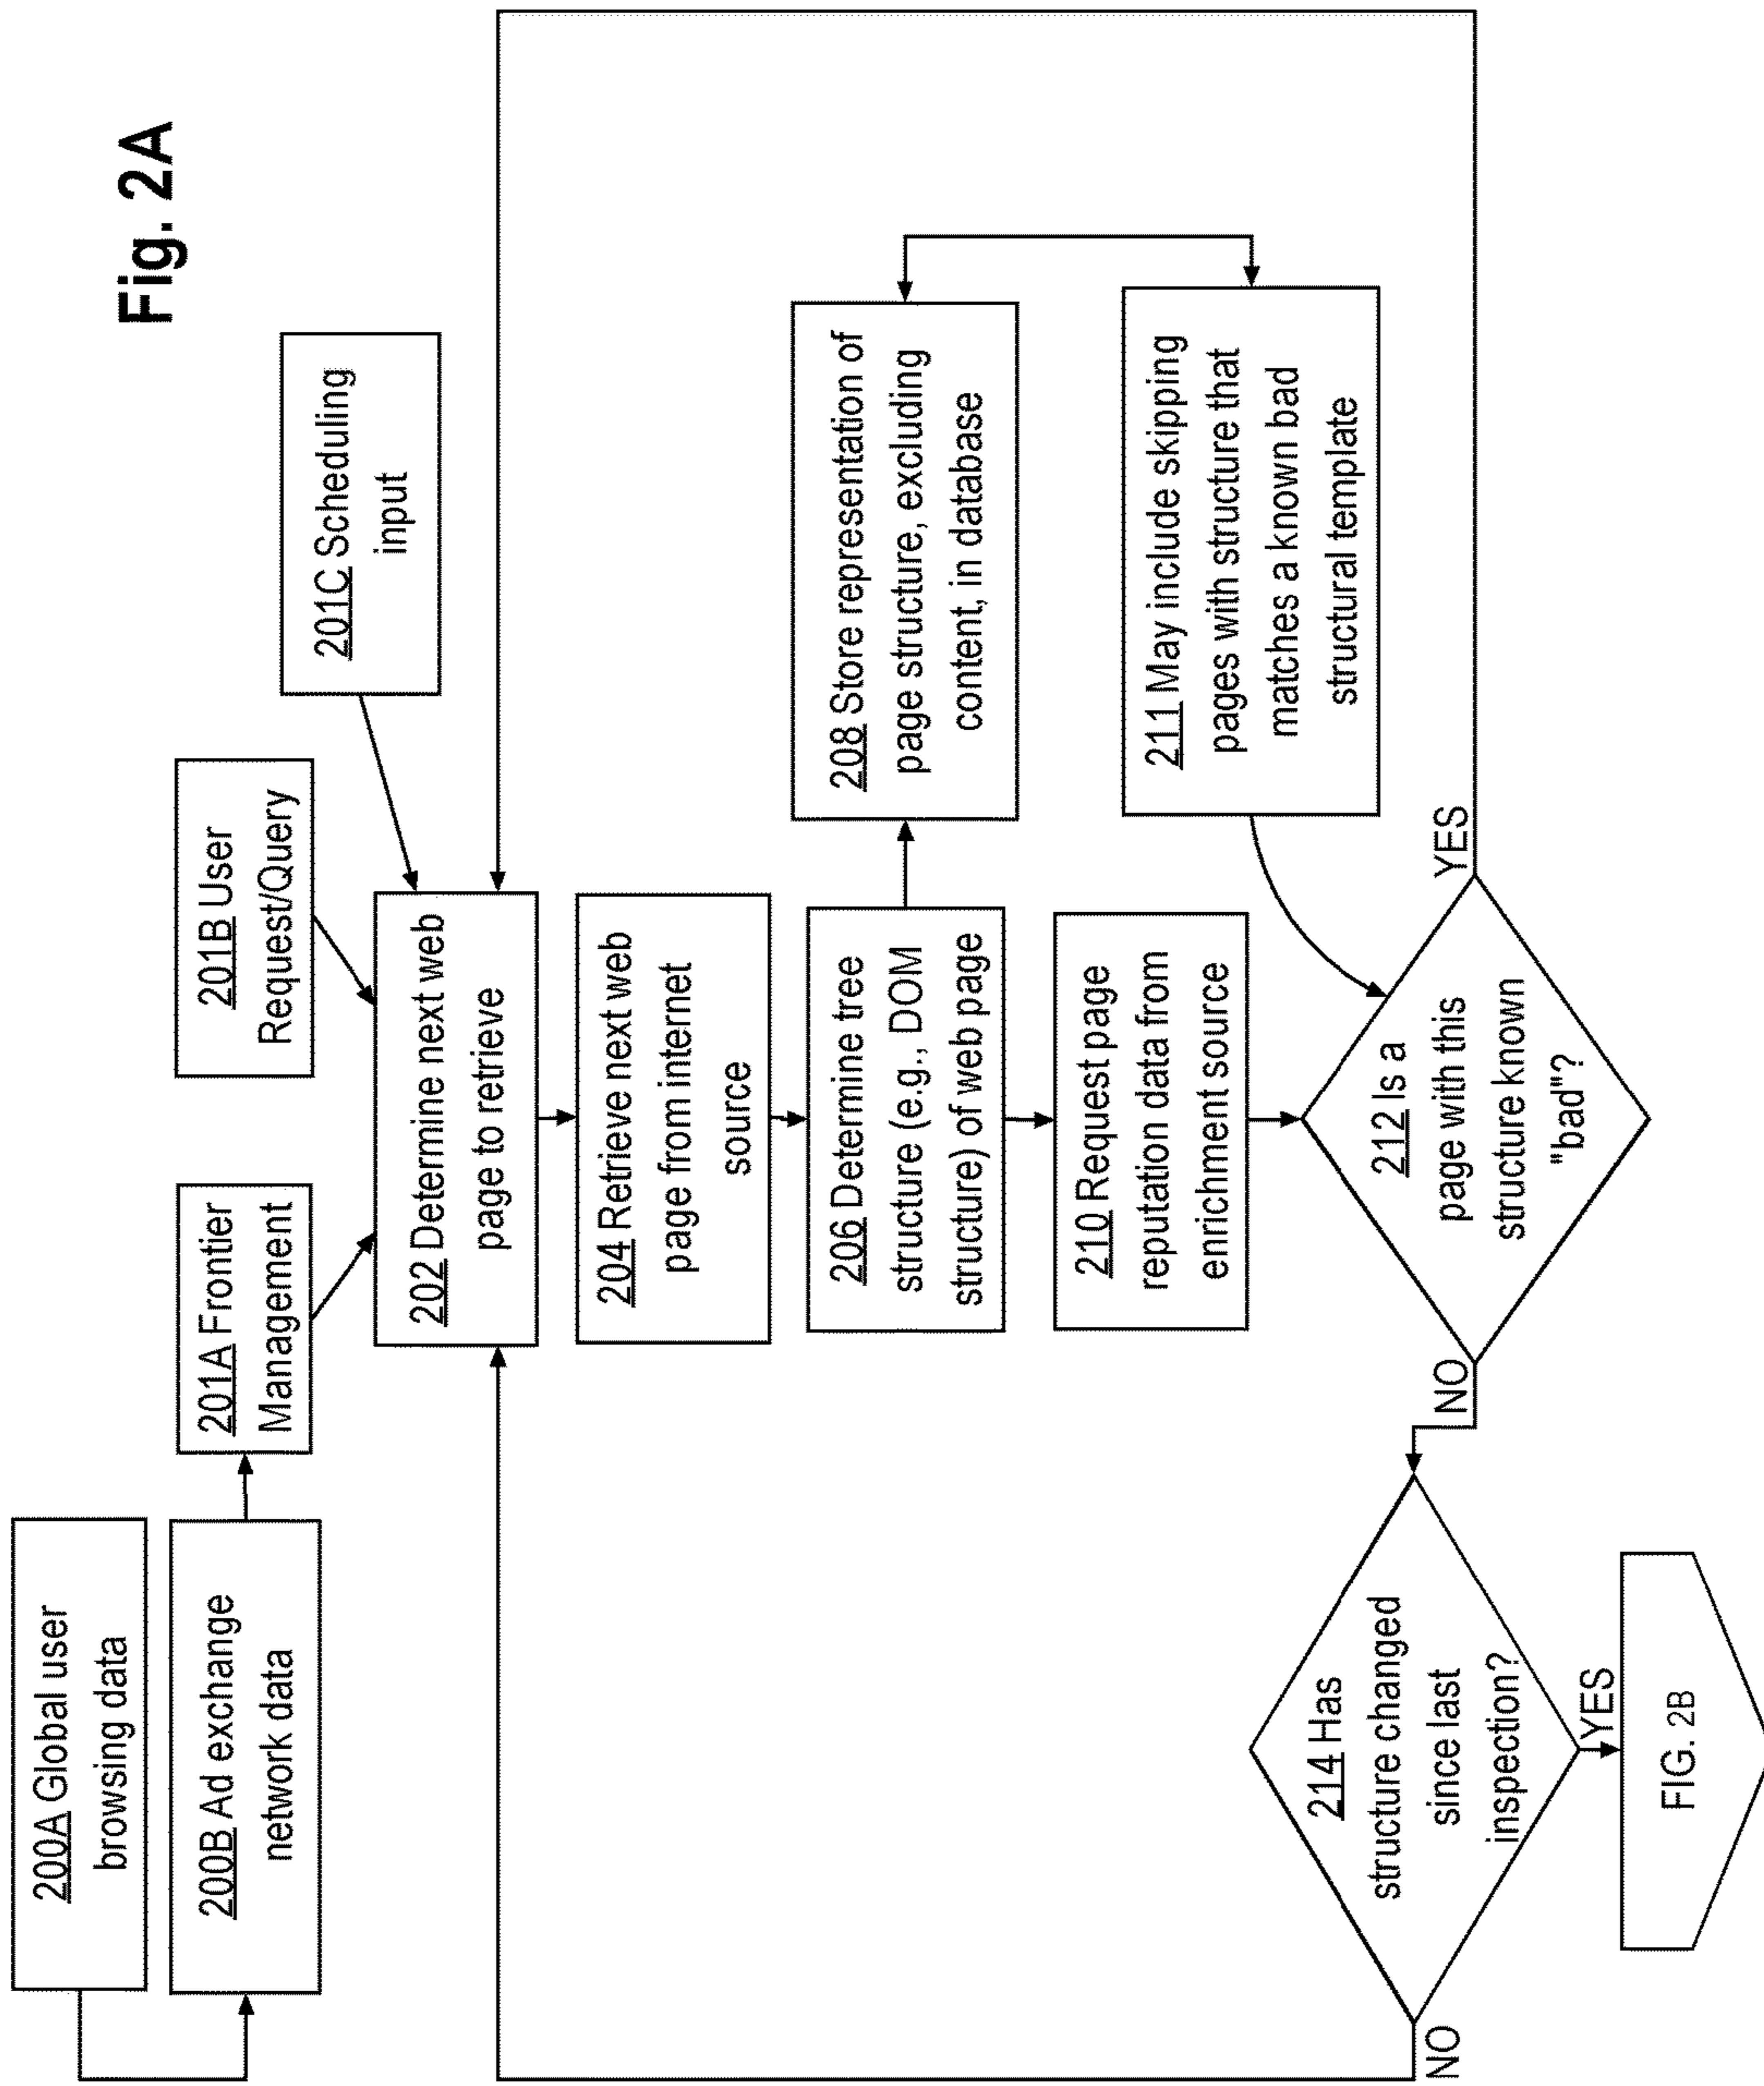 Fig. 2A
200A Global user
browsing data
200B Ad exchange
network data
201A Frontier
Management
201B User
Request/Query
201C Scheduling
input
202 Determine next web
page to retrieve
204 Retrieve next web
page from internet
source
206 Determine tree
structure (e.g., DOM
structure) of web page
208 Store representation of
page structure, excluding
content, in database
210 Request page
reputation data from
enrichment source
211 May include skipping
pages with structure that
matches a known bad
structural template
212 Is a
page with this
structure known
"bad"?
YES
NO
214 Has
structure changed
since last
inspection?
NO
YES
FIG. 2B